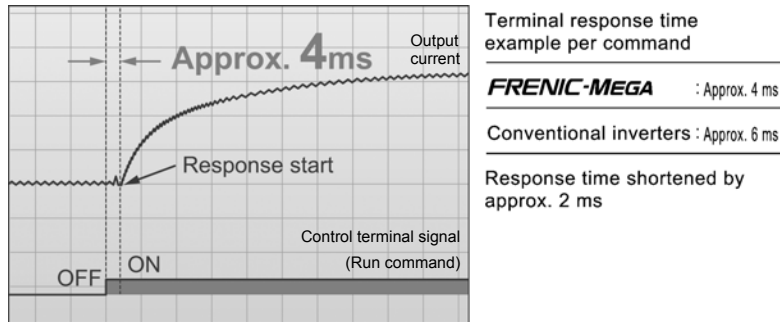 Approx. 4ms
Output
current
Response start
Control terminal signal
(Run command)
OFF
ON
Terminal response time
example per command
FRENIC-MEGA : Approx. 4 ms
Conventional inverters : Approx. 6 ms
Response time shortened by
approx. 2 ms